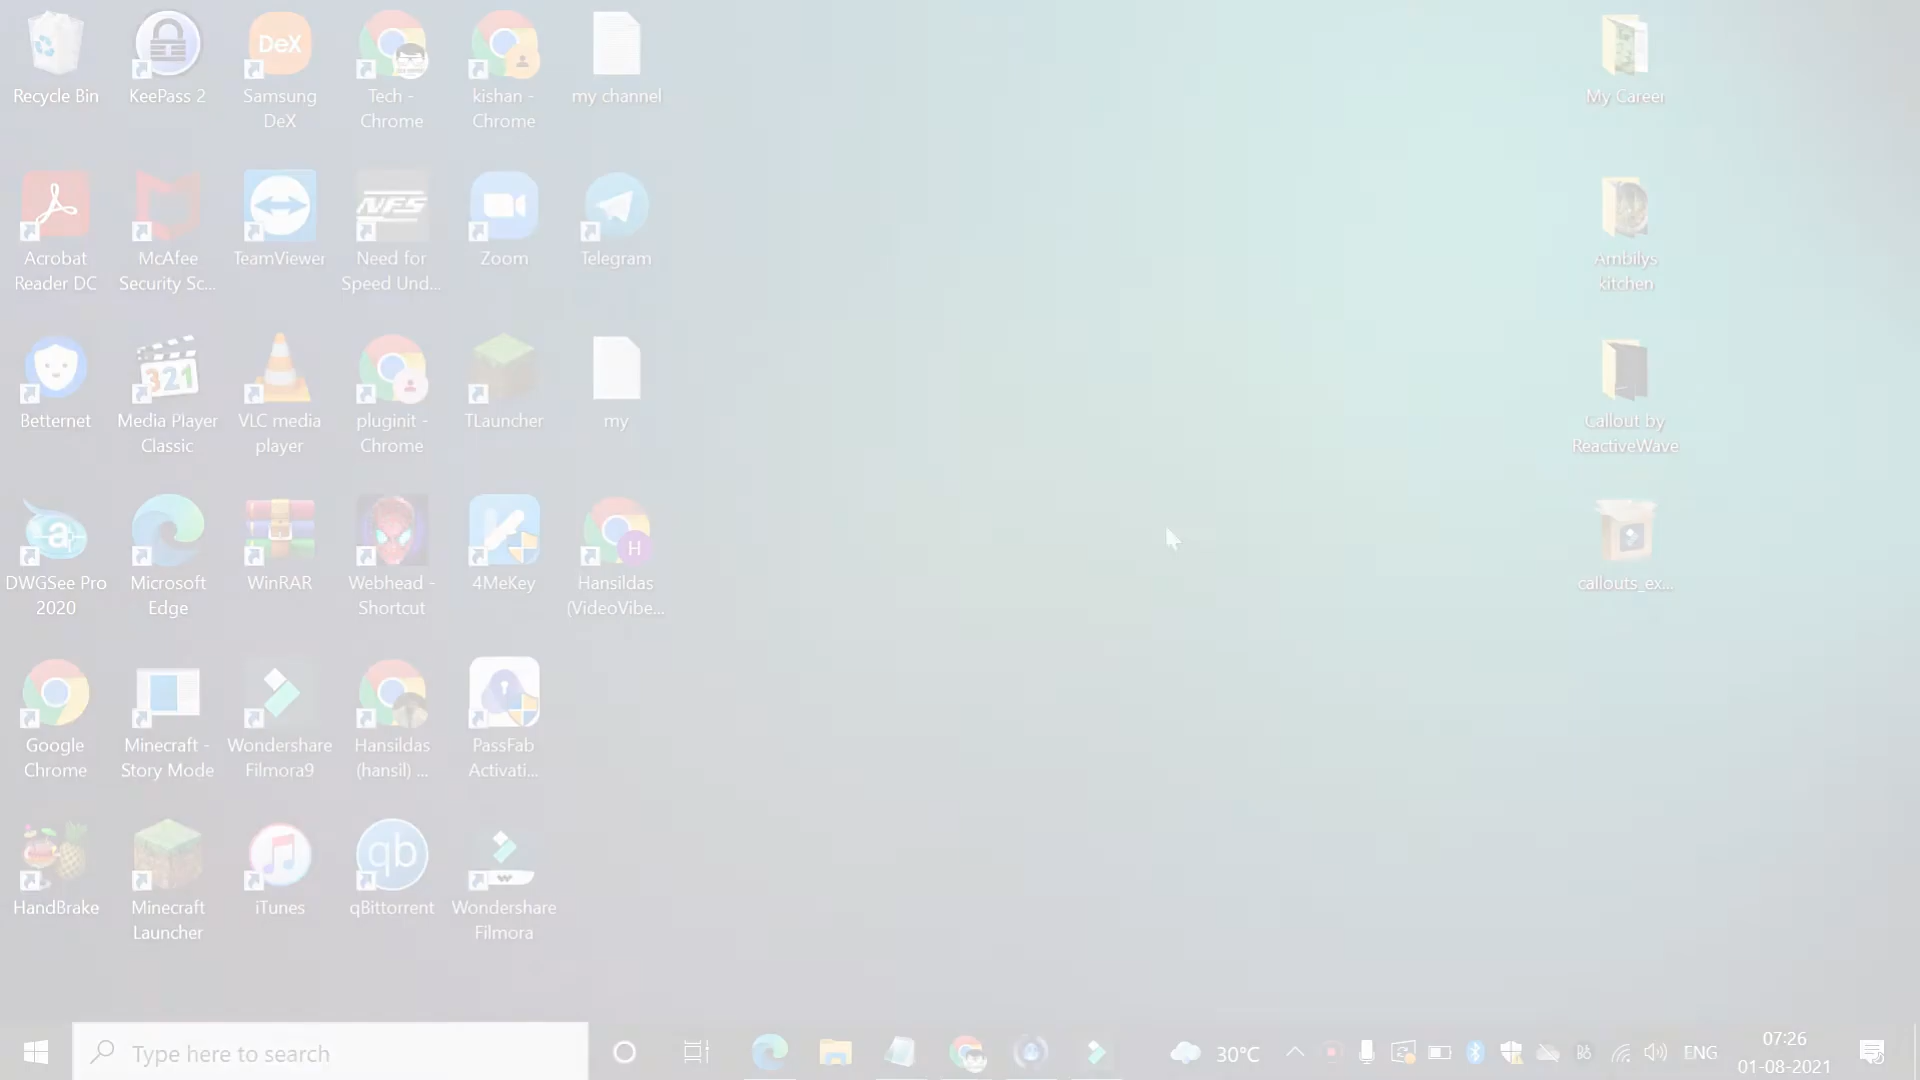 Recycle Bin
KeePass 2
DeX
Samsung
DeX
Tech -
Chrome
kishan -
Chrome
my channel
My Career
Acrobat
Reader DC
McAfee
Security Sc...
TeamViewer
NFS
Need for
Speed Und...
Zoom
Telegram
Ambilys
kitchen
Betternet
321
Media Player
Classic
VLC media
player
pluginit -
Chrome
TLauncher
my
Callout by
ReactiveWave
a
DWGSee Pro
2020
Microsoft
Edge
WinRAR
Webhead -
Shortcut
4MeKey
H
Hansildas
(VideoVibe...
callouts_ex...
Google
Chrome
Minecraft -
Story Mode
Wondershare
Filmora9
Hansildas
(hansil) ...
PassFab
Activati...
HandBrake
Minecraft
Launcher
iTunes
qb
qBittorrent
Wondershare
Filmora
Type here to search
30°C
ENG
07:26
01-08-2021